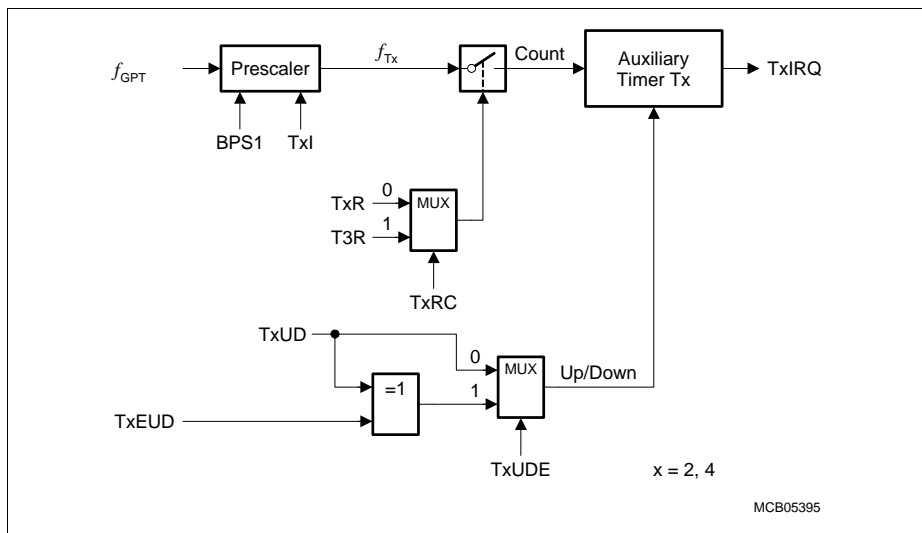 fGPT
Prescaler
fTx
Count
Auxiliary
Timer Tx
TxIRQ
BPS1
TxI
TxR
0
MUX
T3R
1
TxRC
TxUD
0
MUX
Up/Down
=1
1
TxEUD
TxUDE
x = 2, 4
MCB05395